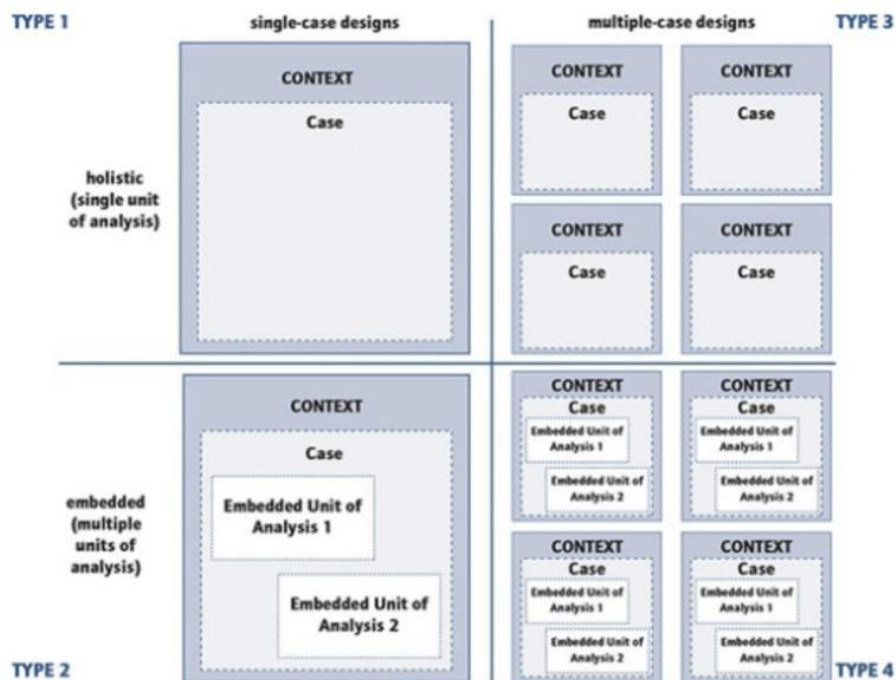 TYPE 1
single-case designs
multiple-case designs
TYPE 3
holistic
(single unit
of analysis)
CONTEXT
Case
CONTEXT
Case
CONTEXT
Case
CONTEXT
Case
CONTEXT
Case
embedded
(multiple
units of
analysis)
CONTEXT
Case
Embedded Unit of
Analysis 1
Embedded Unit of
Analysis 2
CONTEXT
Case
Embedded Unit of
Analysis 1
Embedded Unit of
Analysis 2
CONTEXT
Case
Embedded Unit of
Analysis 1
Embedded Unit of
Analysis 2
CONTEXT
Case
Embedded Unit of
Analysis 1
Embedded Unit of
Analysis 2
CONTEXT
Case
Embedded Unit of
Analysis 1
Embedded Unit of
Analysis 2
TYPE 2
TYPE 4